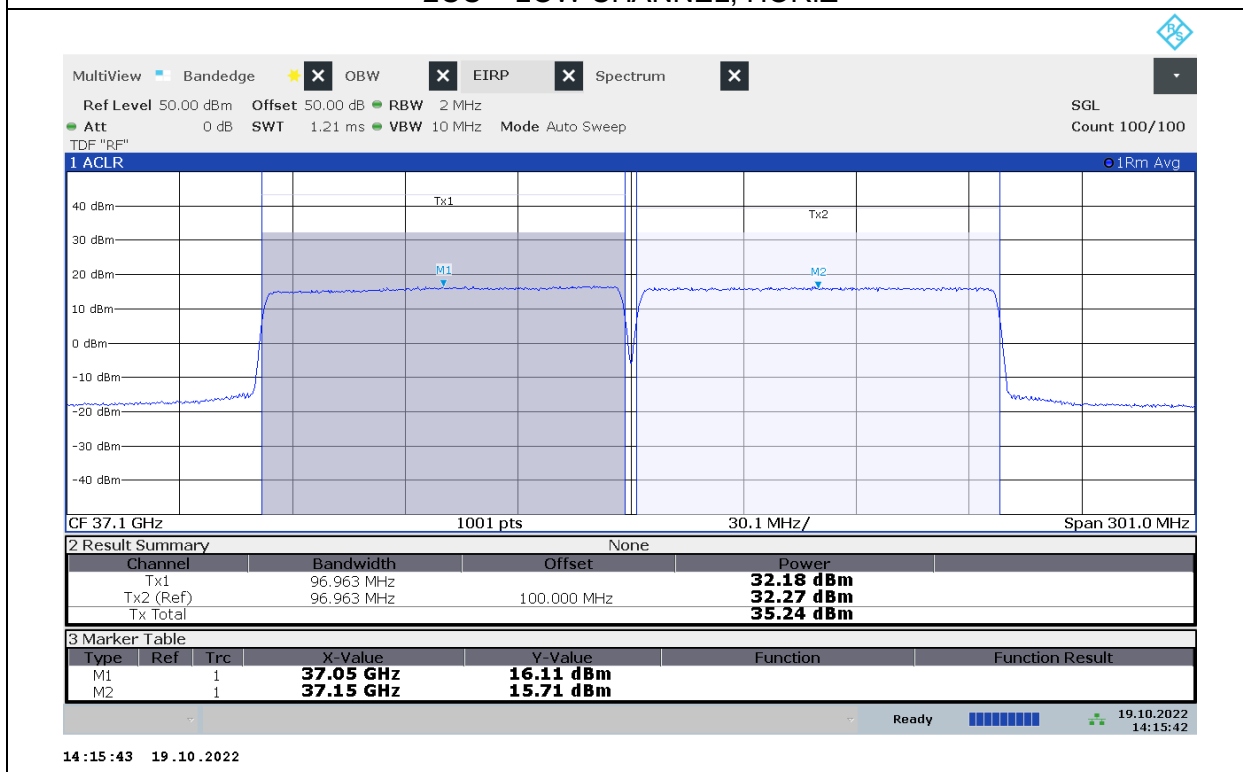 R&S
MultiView Bandedge OBW EIRP Spectrum
Ref Level 50.00 dBm Offset 50.00 dB RBW 2 MHz SGL
Att 0 dB SWT 1.21 ms VBW 10 MHz Mode Auto Sweep Count 100/100
TDF "RF"
1 ACLR 1Rm Avg
Tx1
40 dBm
Tx2
30 dBm
M1 M2
20 dBm
10 dBm
0 dBm
-10 dBm
-20 dBm
-30 dBm
-40 dBm
CF 37.1 GHz 1001 pts 30.1 MHz/ Span 301.0 MHz
2 Result Summary None
Channel Bandwidth Offset Power
Tx1 96.963 MHz 32.18 dBm
Tx2 (Ref) 96.963 MHz 100.000 MHz 32.27 dBm
Tx Total 35.24 dBm
3 Marker Table
Type Ref Trc X-Value Y-Value Function Function Result
M1 1 37.05 GHz 16.11 dBm
M2 1 37.15 GHz 15.71 dBm
Ready 19.10.2022
14:15:42
14:15:43 19.10.2022